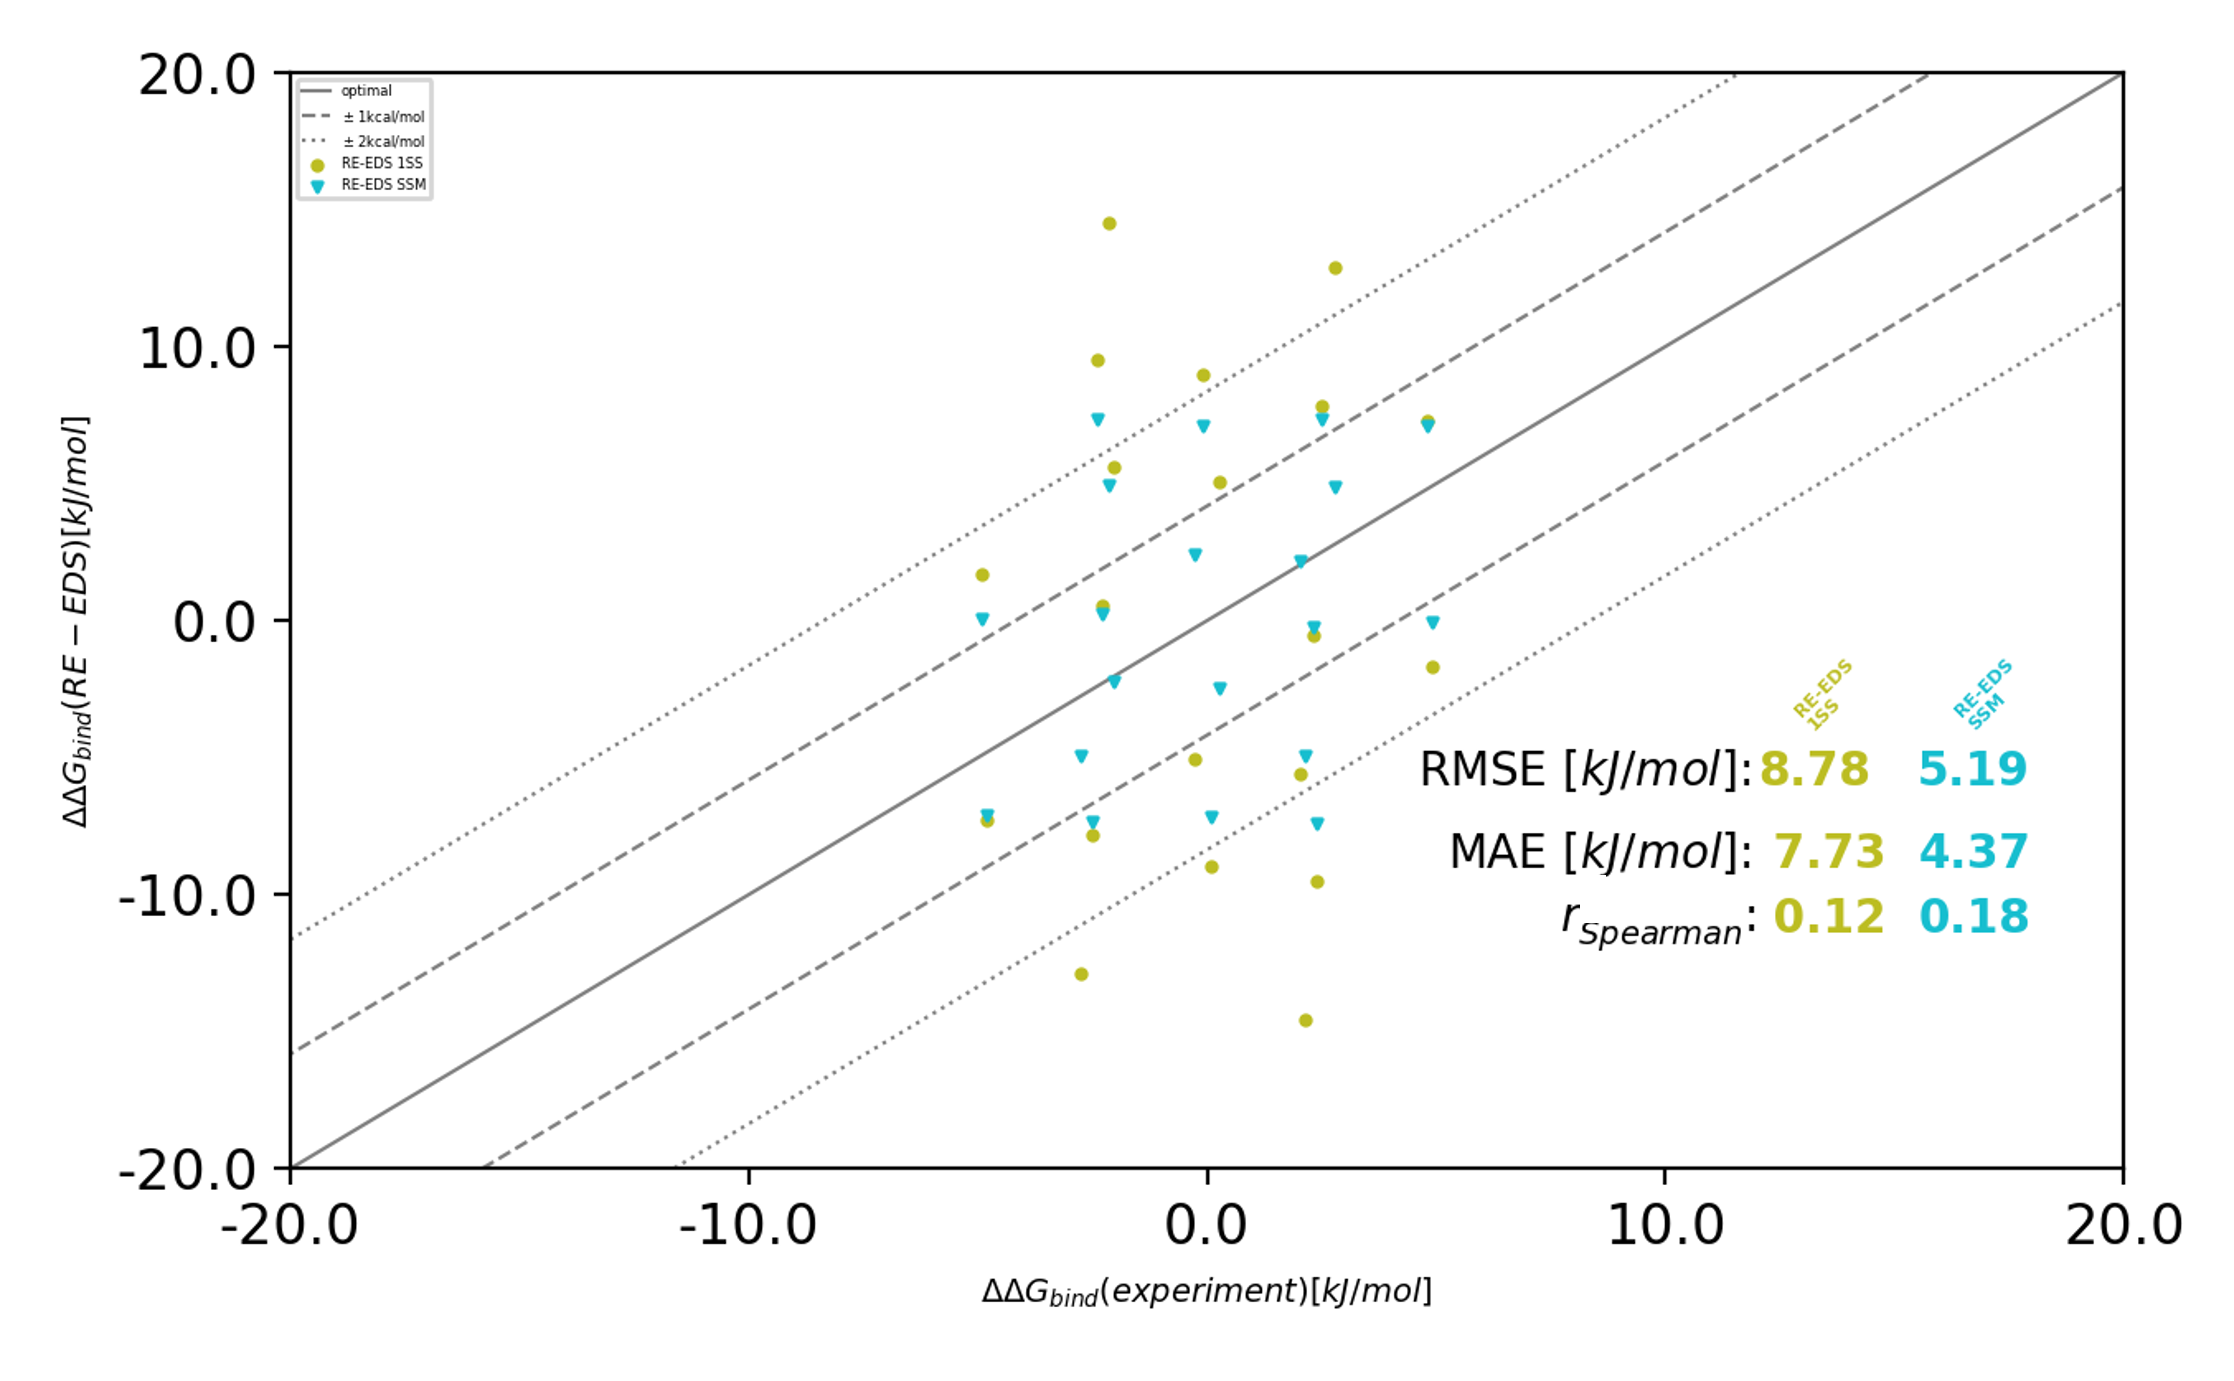 20.0
10.0
0.0
-10.0
-20.0
-20.0 -10.0 0.0 10.0 20.0
ΔΔG_bind(RE − EDS)[kJ/mol]
ΔΔG_bind(experiment)[kJ/mol]
optimal
± 1kcal/mol
± 2kcal/mol
RE-EDS 1SS
RE-EDS SSM
RE-EDS
1SS
RE-EDS
SSM
RMSE [kJ/mol]: 8.78 5.19
MAE [kJ/mol]: 7.73 4.37
r_Spearman: 0.12 0.18